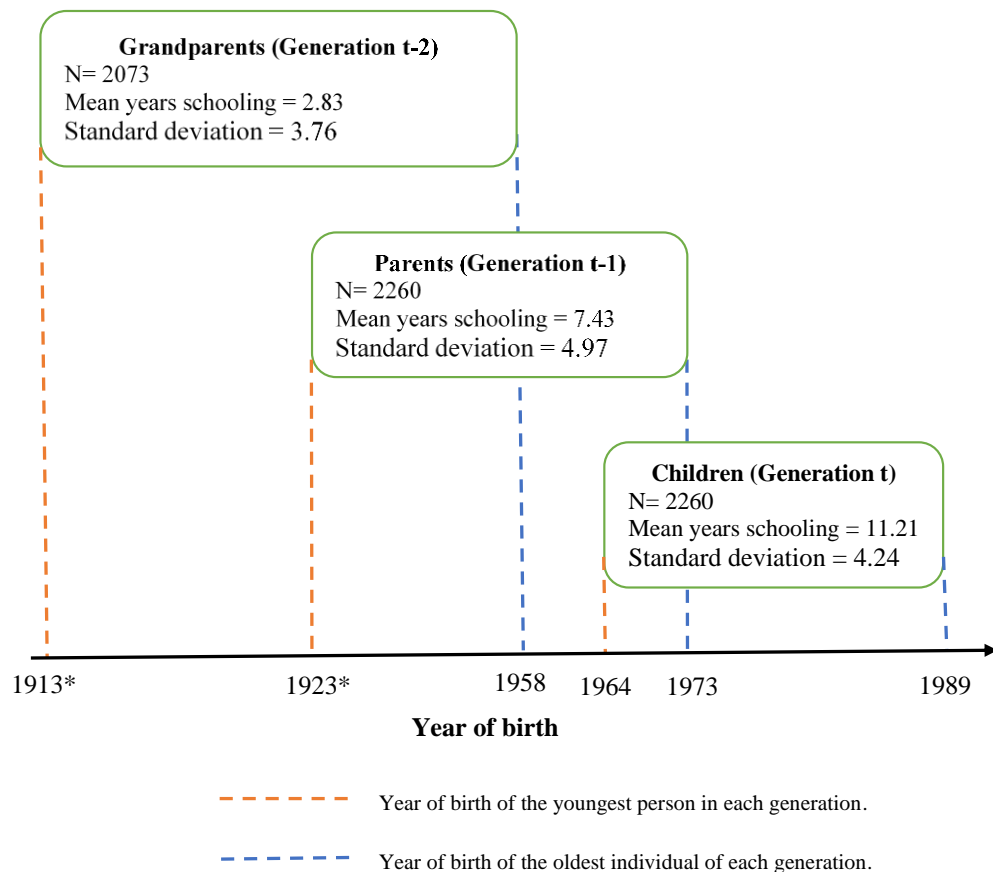 Grandparents (Generation t-2)
N= 2073
Mean years schooling = 2.83
Standard deviation = 3.76
Parents (Generation t-1)
N= 2260
Mean years schooling = 7.43
Standard deviation = 4.97
Children (Generation t)
N= 2260
Mean years schooling = 11.21
Standard deviation = 4.24
1913* 1923* 1958 1964 1973 1989
Year of birth
Year of birth of the youngest person in each generation.
Year of birth of the oldest individual of each generation.